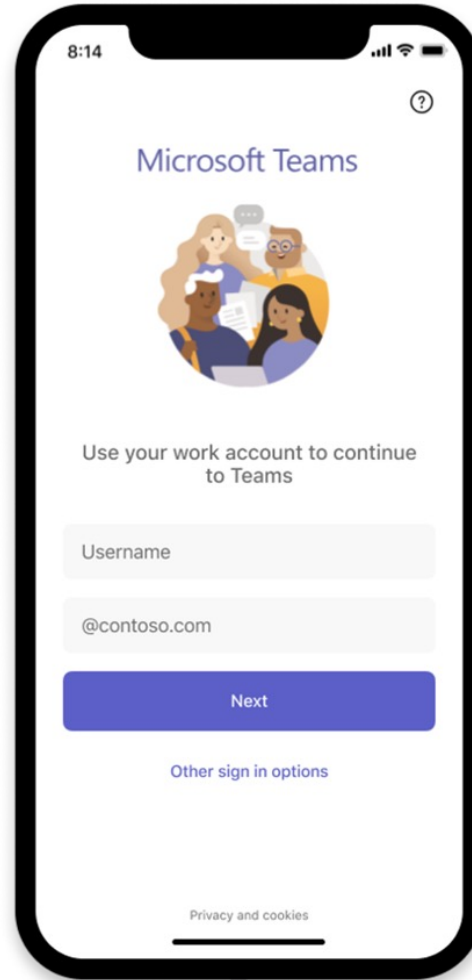 8:14
?
Microsoft Teams
Use your work account to continue
to Teams
Username
@contoso.com
Next
Other sign in options
Privacy and cookies